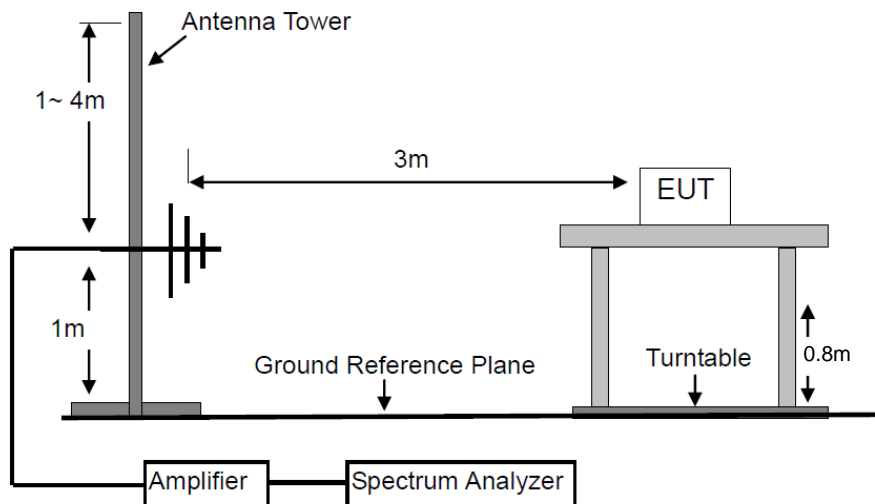 Antenna Tower
1~ 4m
3m
EUT
1m
Ground Reference Plane
Turntable
0.8m
Amplifier
Spectrum Analyzer